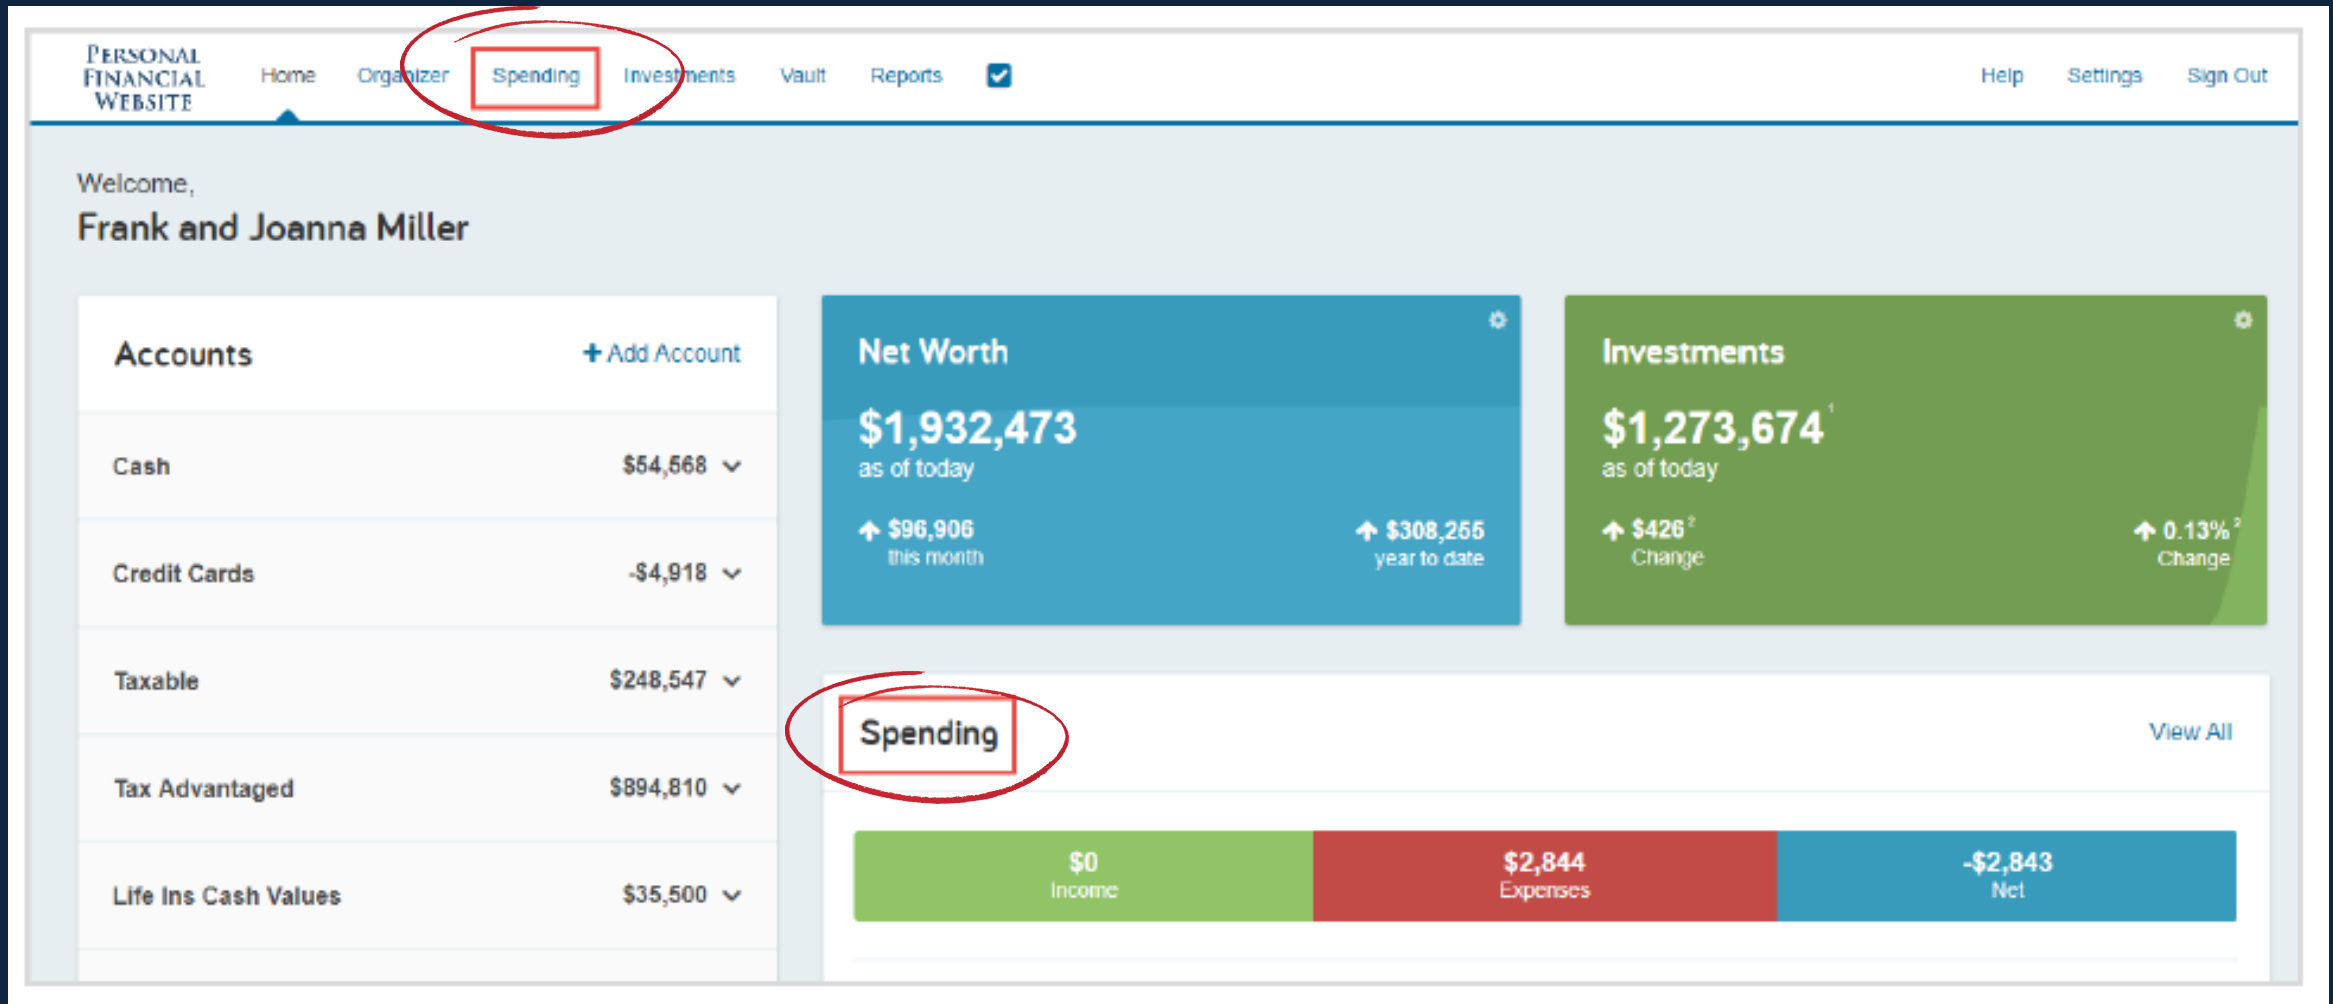 PERSONAL
FINANCIAL
WEBSITE
Home Organizer Spending Investments Vault Reports
Help Settings Sign Out
Welcome,
Frank and Joanna Miller
Accounts
+ Add Account
Cash $54,568
Credit Cards -$4,918
Taxable $248,547
Tax Advantaged $894,810
Life Ins Cash Values $35,500
Net Worth
$1,932,473
as of today
$96,906
this month
$308,255
year to date
Investments
$1,273,674 1
as of today
$426 2
Change
0.13% 2
Change
Spending
View All
$0
Income
$2,844
Expenses
-$2,843
Net